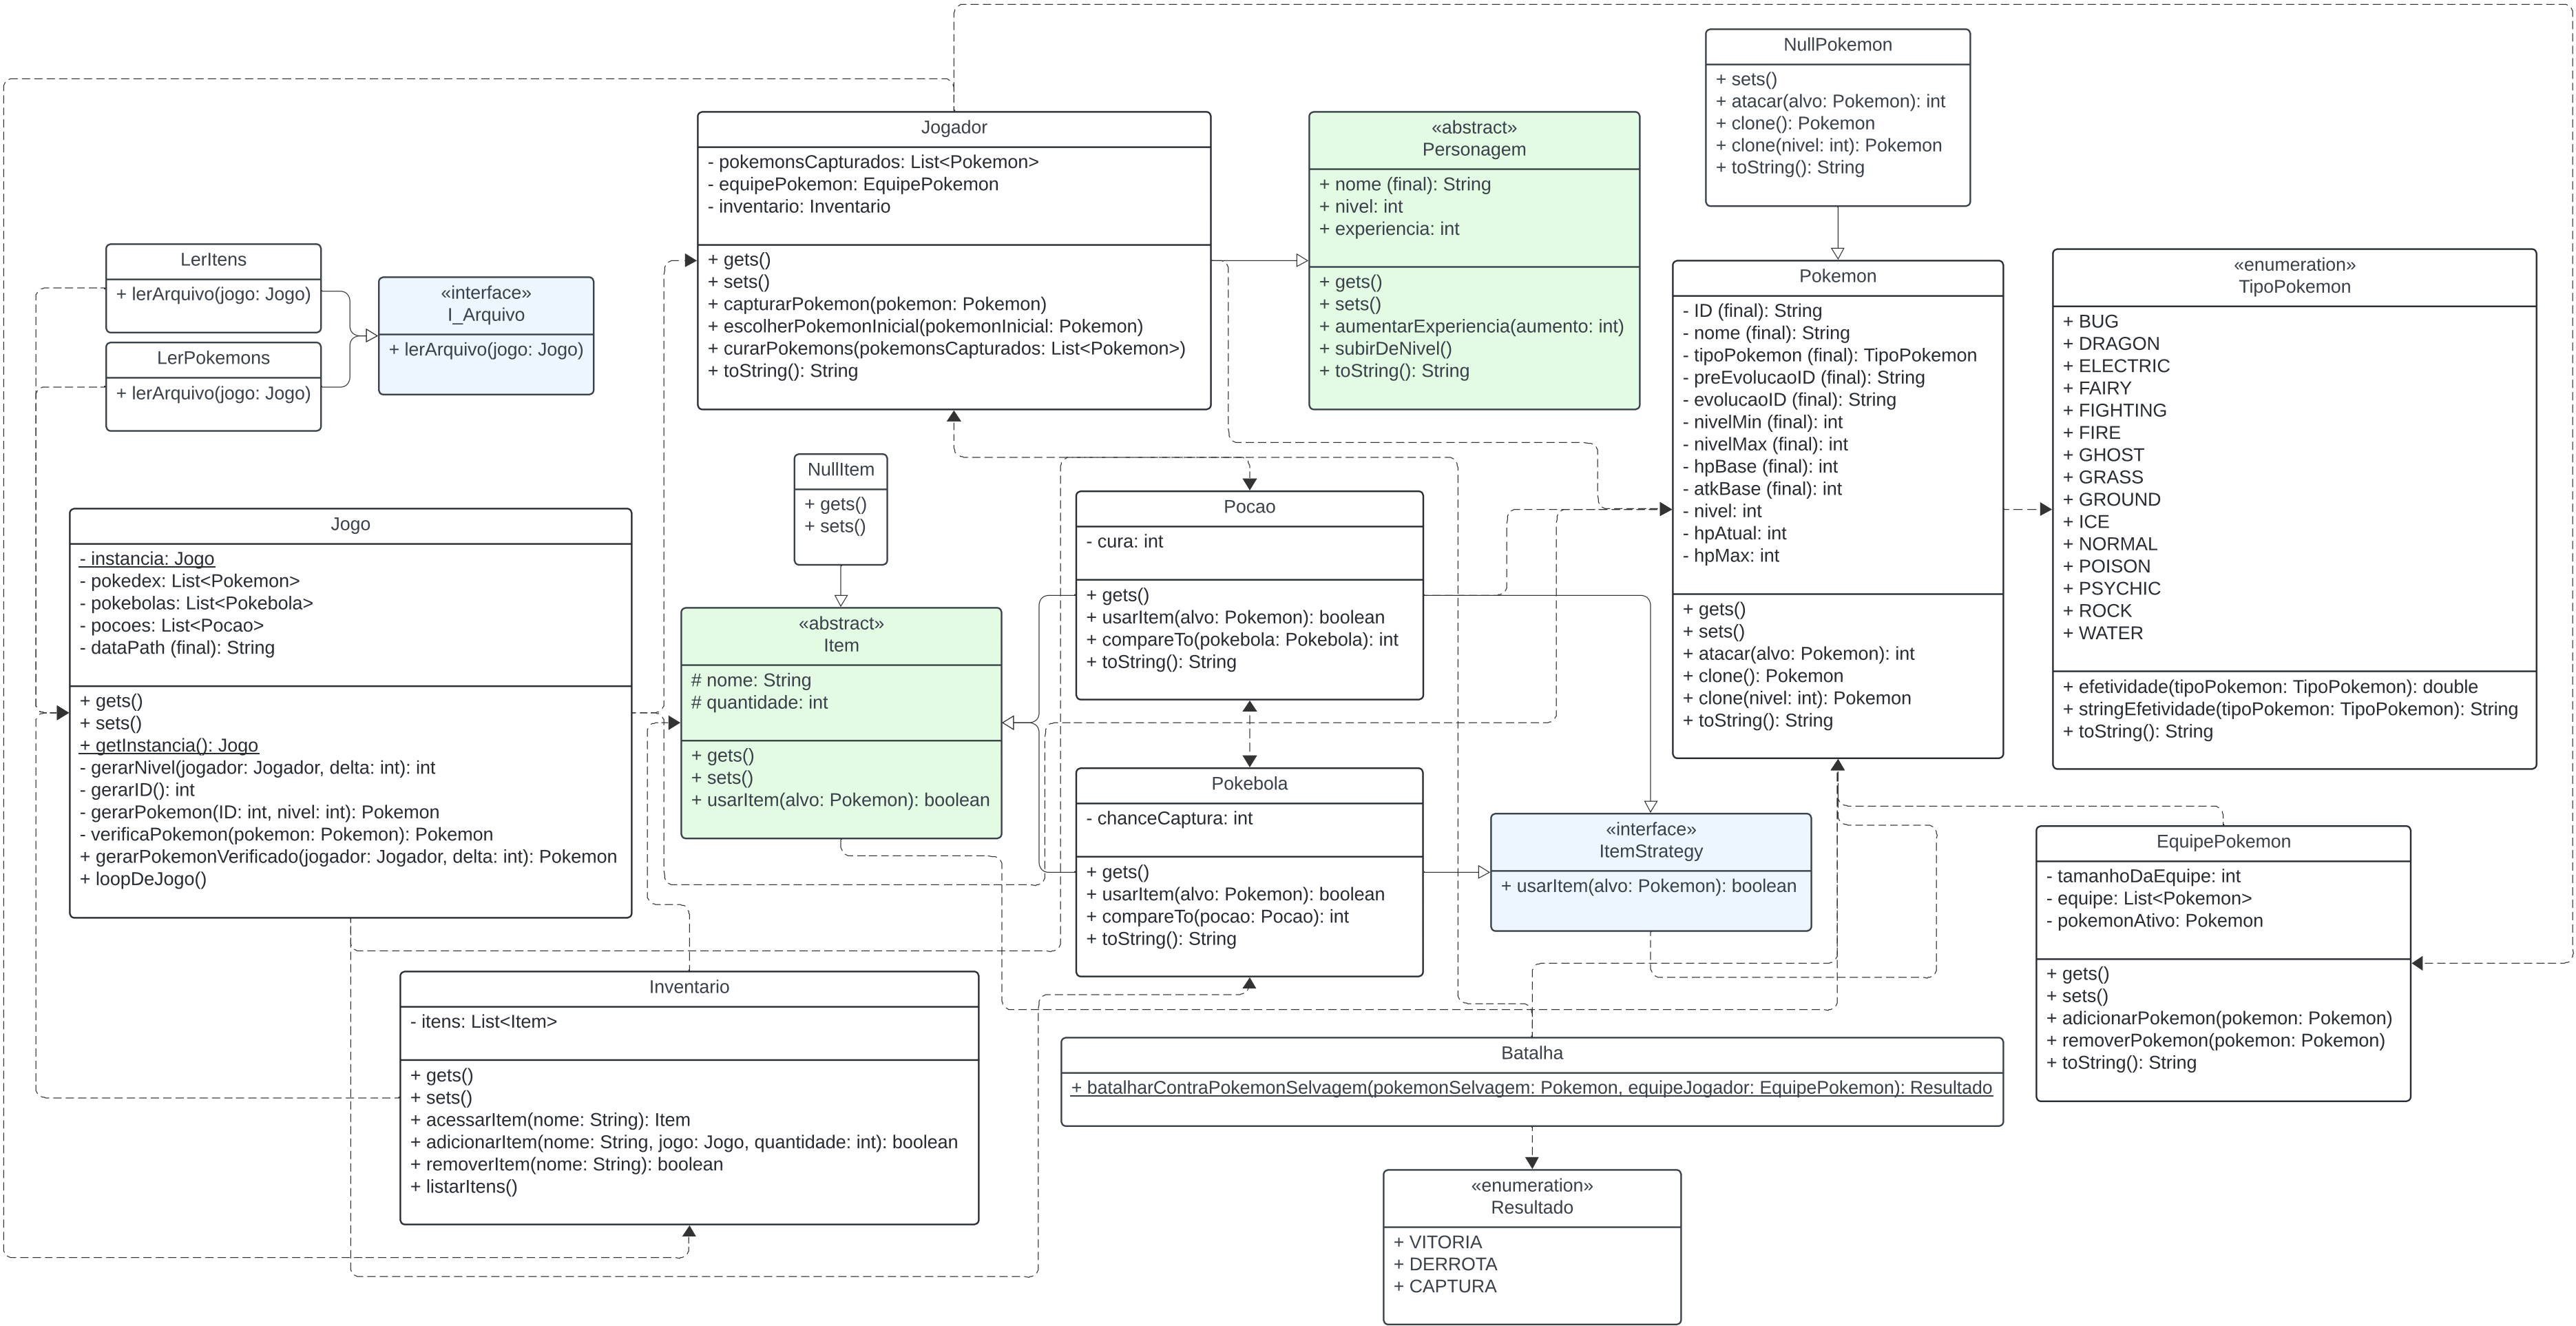 NullPokemon
+ sets()
+ atacar(alvo: Pokemon): int
+ clone(): Pokemon
+ clone(nivel: int): Pokemon
+ toString(): String
Jogador
- pokemonsCapturados: List<Pokemon>
- equipePokemon: EquipePokemon
- inventario: Inventario
+ gets()
+ sets()
+ capturarPokemon(pokemon: Pokemon)
+ escolherPokemonInicial(pokemonInicial: Pokemon)
+ curarPokemons(pokemonsCapturados: List<Pokemon>)
+ toString(): String
«abstract»
Personagem
+ nome (final): String
+ nivel: int
+ experiencia: int
+ gets()
+ sets()
+ aumentarExperiencia(aumento: int)
+ subirDeNivel()
+ toString(): String
LerItens
+ lerArquivo(jogo: Jogo)
LerPokemons
+ lerArquivo(jogo: Jogo)
«interface»
I_Arquivo
+ lerArquivo(jogo: Jogo)
Pokemon
- ID (final): String
- nome (final): String
- tipoPokemon (final): TipoPokemon
- preEvolucaoID (final): String
- evolucaoID (final): String
- nivelMin (final): int
- nivelMax (final): int
- hpBase (final): int
- atkBase (final): int
- nivel: int
- hpAtual: int
- hpMax: int
+ gets()
+ sets()
+ atacar(alvo: Pokemon): int
+ clone(): Pokemon
+ clone(nivel: int): Pokemon
+ toString(): String
«enumeration»
TipoPokemon
+ BUG
+ DRAGON
+ ELECTRIC
+ FAIRY
+ FIGHTING
+ FIRE
+ GHOST
+ GRASS
+ GROUND
+ ICE
+ NORMAL
+ POISON
+ PSYCHIC
+ ROCK
+ WATER
+ efetividade(tipoPokemon: TipoPokemon): double
+ stringEfetividade(tipoPokemon: TipoPokemon): String
+ toString(): String
NullItem
+ gets()
+ sets()
Jogo
- instancia: Jogo
- pokedex: List<Pokemon>
- pokebolas: List<Pokebola>
- pocoes: List<Pocao>
- dataPath (final): String
+ gets()
+ sets()
+ getInstancia(): Jogo
- gerarNivel(jogador: Jogador, delta: int): int
- gerarID(): int
- gerarPokemon(ID: int, nivel: int): Pokemon
- verificaPokemon(pokemon: Pokemon): Pokemon
+ gerarPokemonVerificado(jogador: Jogador, delta: int): Pokemon
+ loopDeJogo()
«abstract»
Item
# nome: String
# quantidade: int
+ gets()
+ sets()
+ usarItem(alvo: Pokemon): boolean
Pocao
- cura: int
+ gets()
+ usarItem(alvo: Pokemon): boolean
+ compareTo(pokebola: Pokebola): int
+ toString(): String
Pokebola
- chanceCaptura: int
+ gets()
+ usarItem(alvo: Pokemon): boolean
+ compareTo(pocao: Pocao): int
+ toString(): String
«interface»
ItemStrategy
+ usarItem(alvo: Pokemon): boolean
EquipePokemon
- tamanhoDaEquipe: int
- equipe: List<Pokemon>
- pokemonAtivo: Pokemon
+ gets()
+ sets()
+ adicionarPokemon(pokemon: Pokemon)
+ removerPokemon(pokemon: Pokemon)
+ toString(): String
Inventario
- itens: List<Item>
+ gets()
+ sets()
+ acessarItem(nome: String): Item
+ adicionarItem(nome: String, jogo: Jogo, quantidade: int): boolean
+ removerItem(nome: String): boolean
+ listarItens()
Batalha
+ batalharContraPokemonSelvagem(pokemonSelvagem: Pokemon, equipeJogador: EquipePokemon): Resultado
«enumeration»
Resultado
+ VITORIA
+ DERROTA
+ CAPTURA